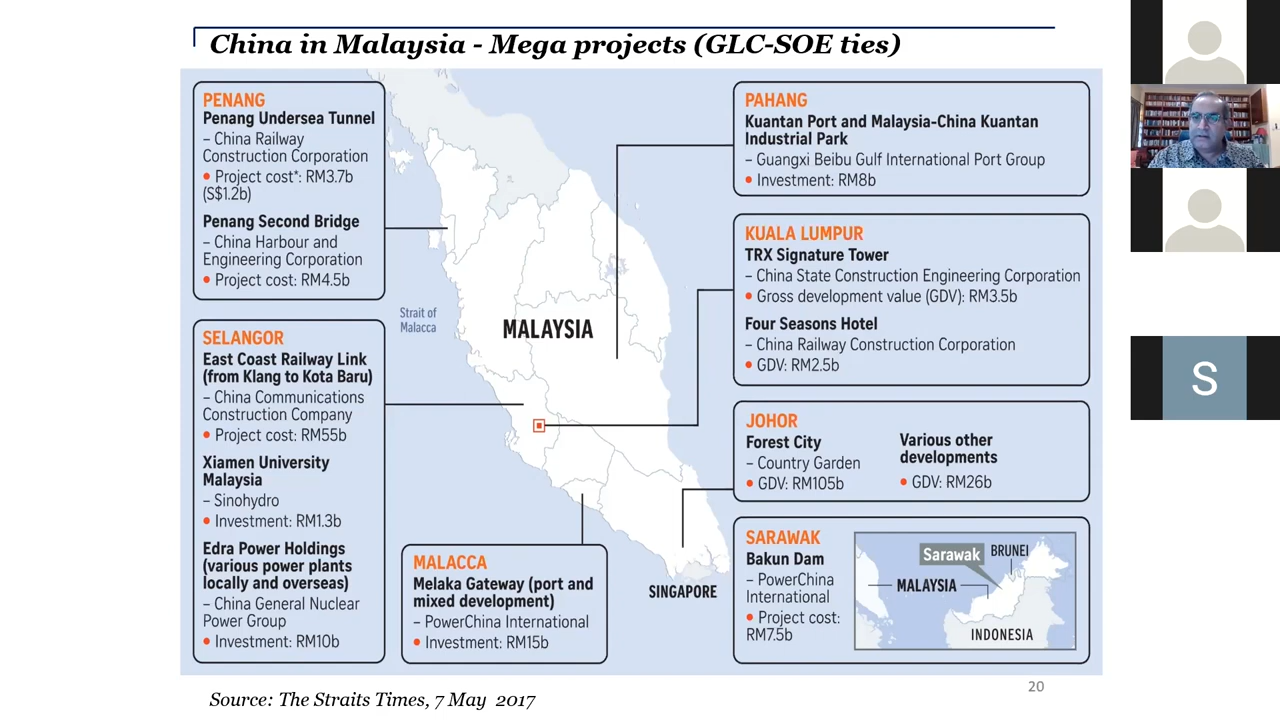 China in Malaysia - Mega projects (GLC-SOE ties)
PENANG
Penang Undersea Tunnel
– China Railway
Construction Corporation
• Project cost*: RM3.7b
(S$1.2b)
Penang Second Bridge
– China Harbour and
Engineering Corporation
• Project cost: RM4.5b
SELANGOR
East Coast Railway Link
(from Klang to Kota Baru)
– China Communications
Construction Company
• Project cost: RM55b
Xiamen University
Malaysia
– Sinohydro
• Investment: RM1.3b
Edra Power Holdings
(various power plants
locally and overseas)
– China General Nuclear
Power Group
• Investment: RM10b
Strait of
Malacca
MALAYSIA
MALACCA
Melaka Gateway (port and
mixed development)
– PowerChina International
• Investment: RM15b
SINGAPORE
PAHANG
Kuantan Port and Malaysia-China Kuantan
Industrial Park
– Guangxi Beibu Gulf International Port Group
• Investment: RM8b
KUALA LUMPUR
TRX Signature Tower
– China State Construction Engineering Corporation
• Gross development value (GDV): RM3.5b
Four Seasons Hotel
– China Railway Construction Corporation
• GDV: RM2.5b
JOHOR
Forest City
– Country Garden
• GDV: RM105b
Various other
developments
• GDV: RM26b
SARAWAK
Bakun Dam
– PowerChina
International
• Project cost:
RM7.5b
Sarawak
BRUNEI
MALAYSIA
INDONESIA
Source: The Straits Times, 7 May 2017
20
S